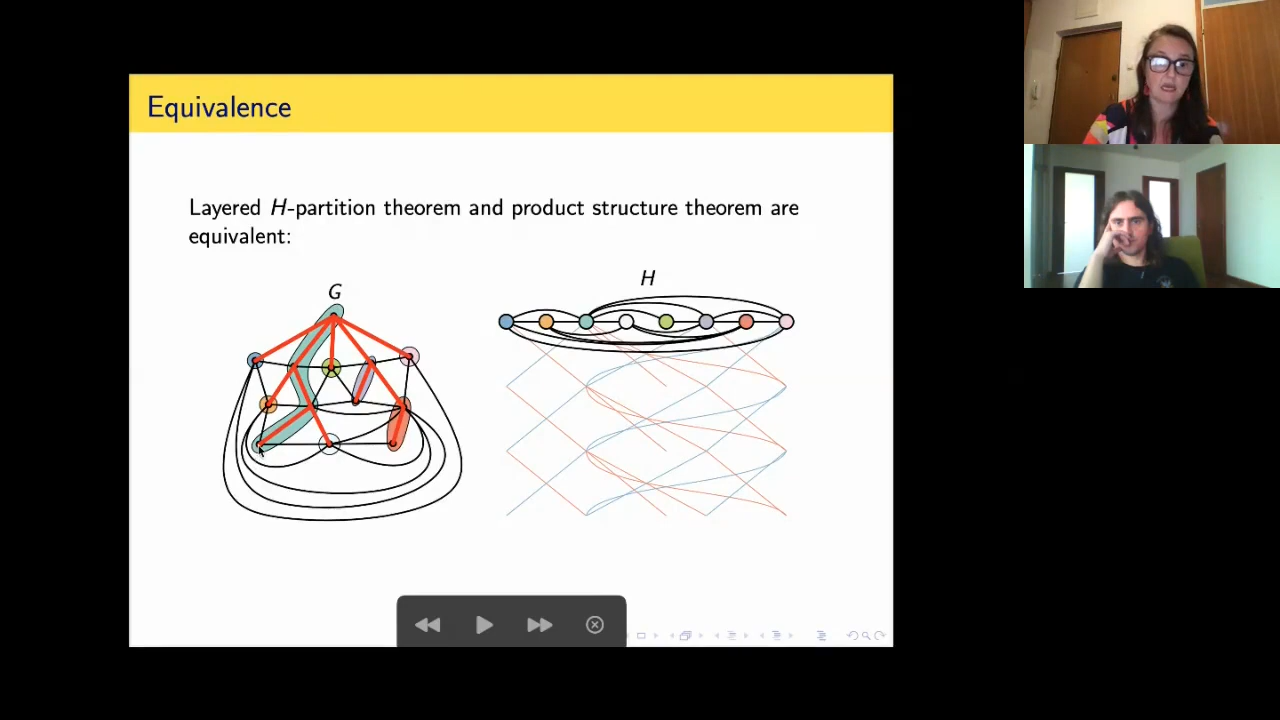 Equivalence
Layered H-partition theorem and product structure theorem are
equivalent:
G
H